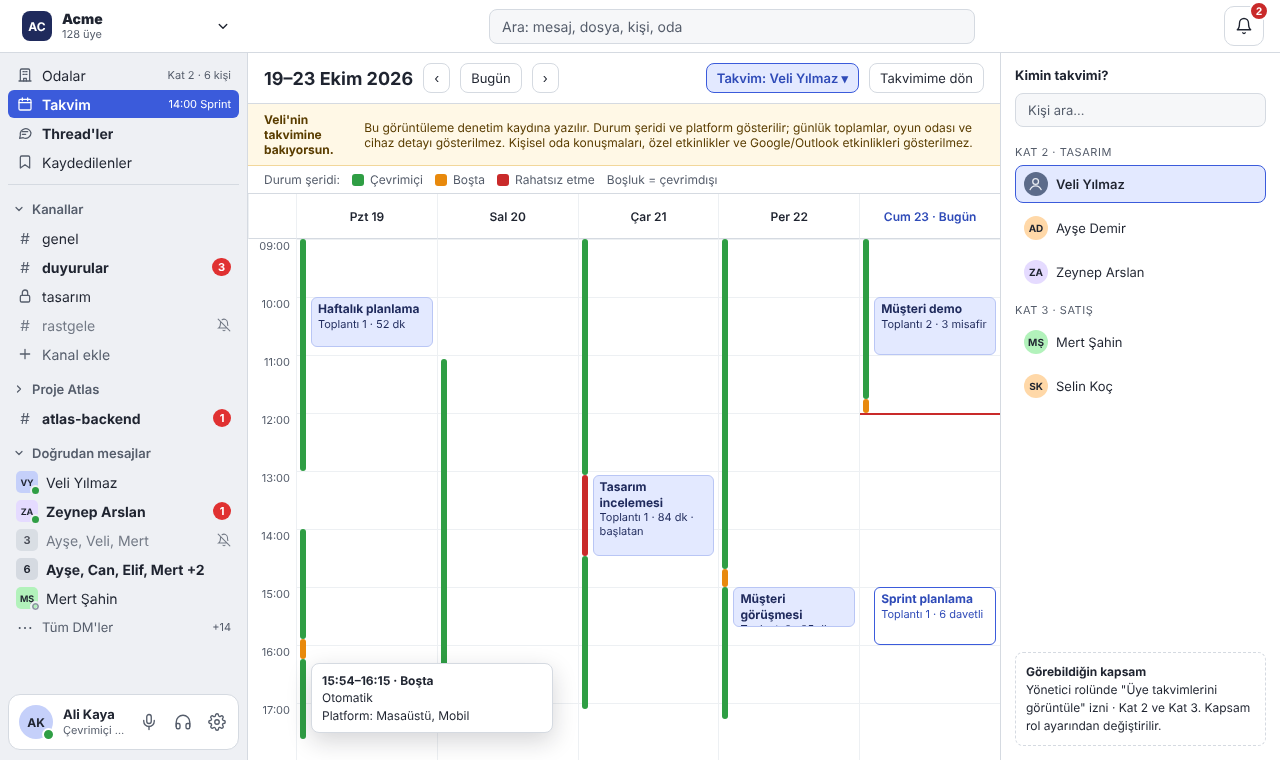 AC
Acme
128 üye
Ara: mesaj, dosya, kişi, oda
2
Odalar
Kat 2 · 6 kişi
Takvim
14:00 Sprint
Thread'ler
Kaydedilenler
Kanallar
# genel
# duyurular
3
tasarım
# rastgele
Kanal ekle
Proje Atlas
# atlas-backend
1
Doğrudan mesajlar
VY
Veli Yılmaz
ZA
Zeynep Arslan
1
3
Ayşe, Veli, Mert
6
Ayşe, Can, Elif, Mert +2
MŞ
Mert Şahin
Tüm DM'ler
+14
AK
Ali Kaya
Çevrimiçi ...
19–23 Ekim 2026
‹
Bugün
›
Takvim: Veli Yılmaz ▾
Takvimime dön
Veli'nin
takvimine
bakıyorsun.
Bu görüntüleme denetim kaydına yazılır. Durum şeridi ve platform gösterilir; günlük toplamlar, oyun odası ve
cihaz detayı gösterilmez. Kişisel oda konuşmaları, özel etkinlikler ve Google/Outlook etkinlikleri gösterilmez.
Durum şeridi:
Çevrimiçi
Boşta
Rahatsız etme
Boşluk = çevrimdışı
Pzt 19
Sal 20
Çar 21
Per 22
Cum 23 · Bugün
09:00
10:00
11:00
12:00
13:00
14:00
15:00
16:00
17:00
Haftalık planlama
Toplantı 1 · 52 dk
Tasarım
incelemesi
Toplantı 1 · 84 dk ·
başlatan
Müşteri
görüşmesi
Müşteri demo
Toplantı 2 · 3 misafir
Sprint planlama
Toplantı 1 · 6 davetli
15:54–16:15 · Boşta
Otomatik
Platform: Masaüstü, Mobil
Kimin takvimi?
Kişi ara…
KAT 2 · TASARIM
Veli Yılmaz
AD
Ayşe Demir
ZA
Zeynep Arslan
KAT 3 · SATIŞ
MŞ
Mert Şahin
SK
Selin Koç
Görebildiğin kapsam
Yönetici rolünde "Üye takvimlerini
görüntüle" izni · Kat 2 ve Kat 3. Kapsam
rol ayarından değiştirilir.